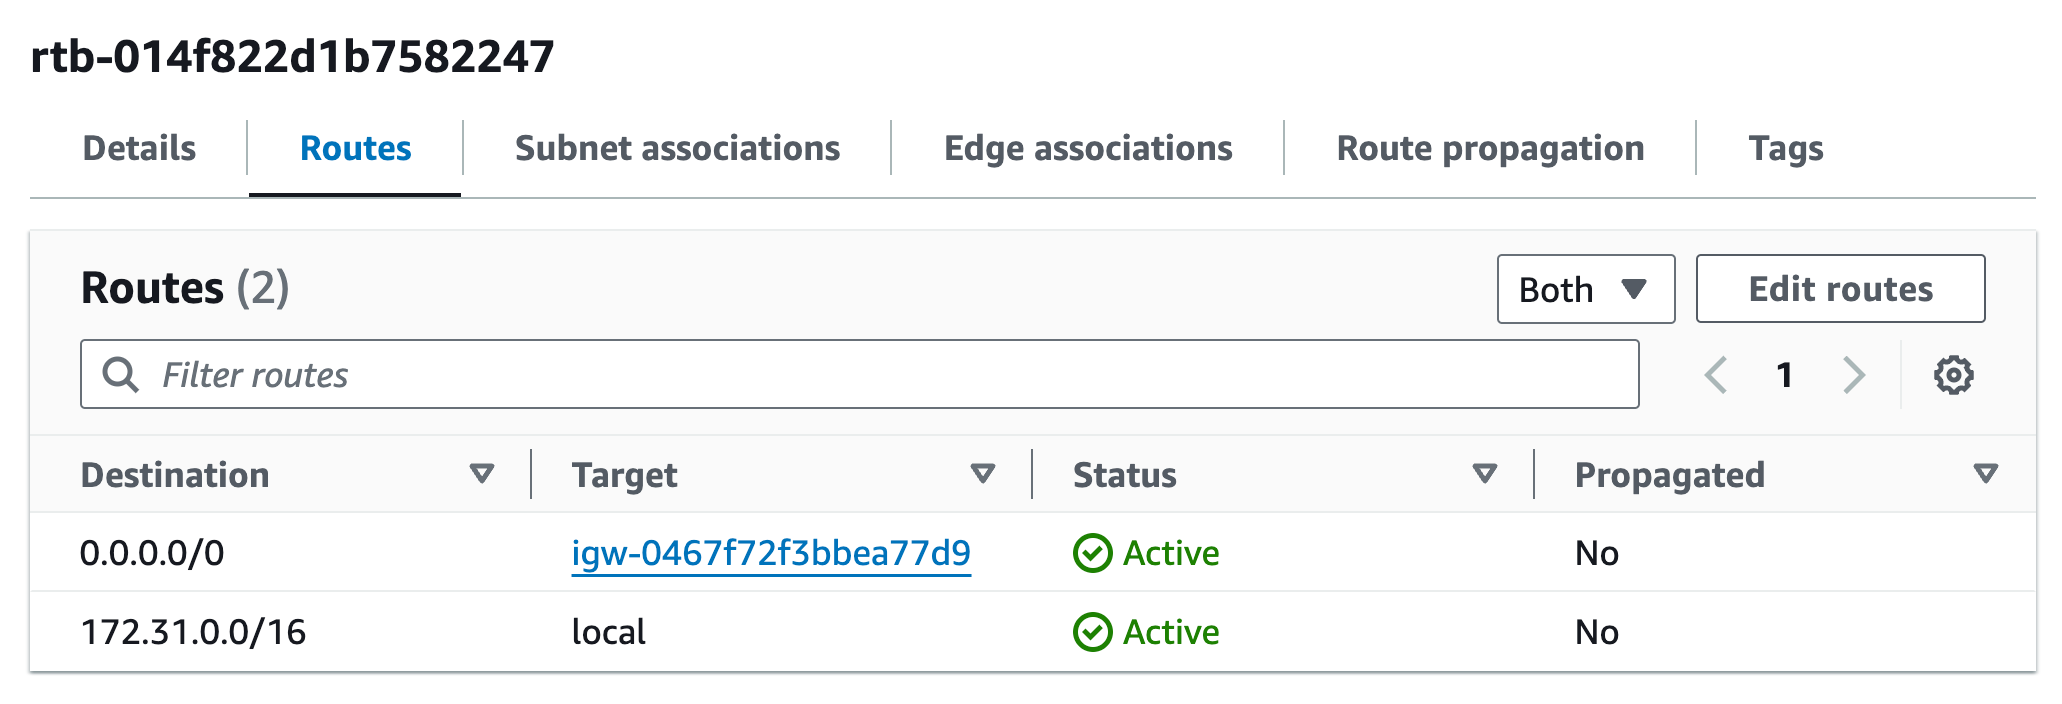 rtb-014f822d1b7582247
Details Routes Subnet associations Edge associations Route propagation Tags
Routes (2) Both Edit routes
Filter routes 1
Destination Target Status Propagated
0.0.0.0/0 igw-0467f72f3bbea77d9 Active No
172.31.0.0/16 local Active No